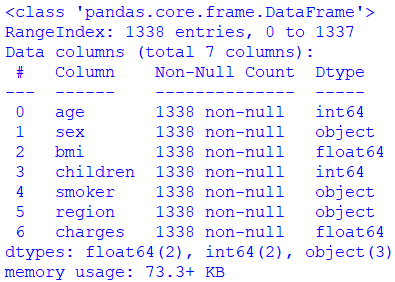 <class 'pandas.core.frame.DataFrame'>
RangeIndex: 1338 entries, 0 to 1337
Data columns (total 7 columns):
 #   Column    Non-Null Count  Dtype
---  ------    --------------  -----
 0   age       1338 non-null   int64
 1   sex       1338 non-null   object
 2   bmi       1338 non-null   float64
 3   children  1338 non-null   int64
 4   smoker    1338 non-null   object
 5   region    1338 non-null   object
 6   charges   1338 non-null   float64
dtypes: float64(2), int64(2), object(3)
memory usage: 73.3+ KB